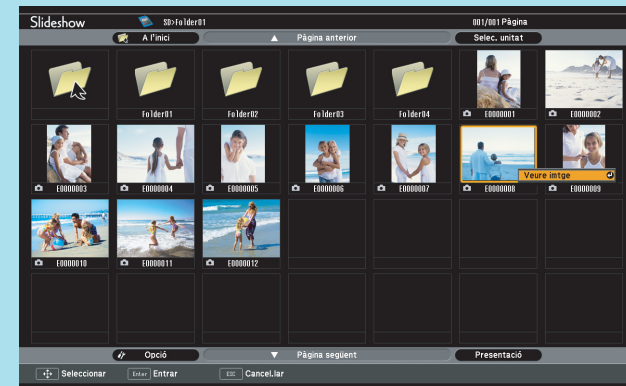 Slideshow SD>Folder01 001/001 Pàgina
A l'inici Pàgina anterior Selec. unitat
Folder01 Folder02 Folder03 Folder04 E0000001 E0000002
E0000003 E0000004 E0000005 E0000006 E0000007 E0000008 E0000009
Veure imtge
E0000010 E0000011 E0000012
Opció Pàgina següent Presentació
Seleccionar Enter Entrar ESC Cancel.lar